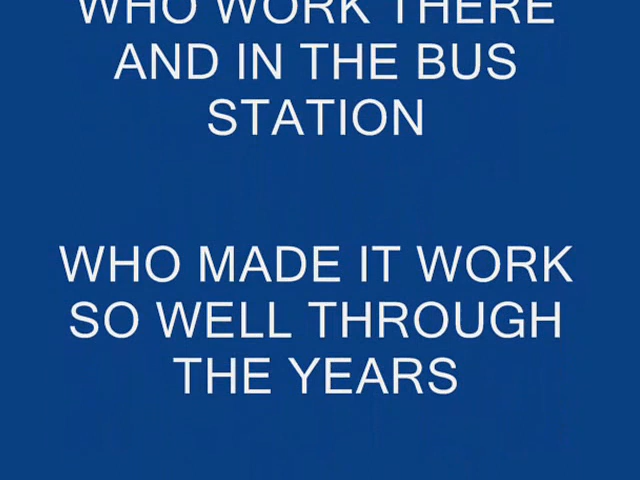 WHO WORK THERE
AND IN THE BUS
STATION
WHO MADE IT WORK
SO WELL THROUGH
THE YEARS